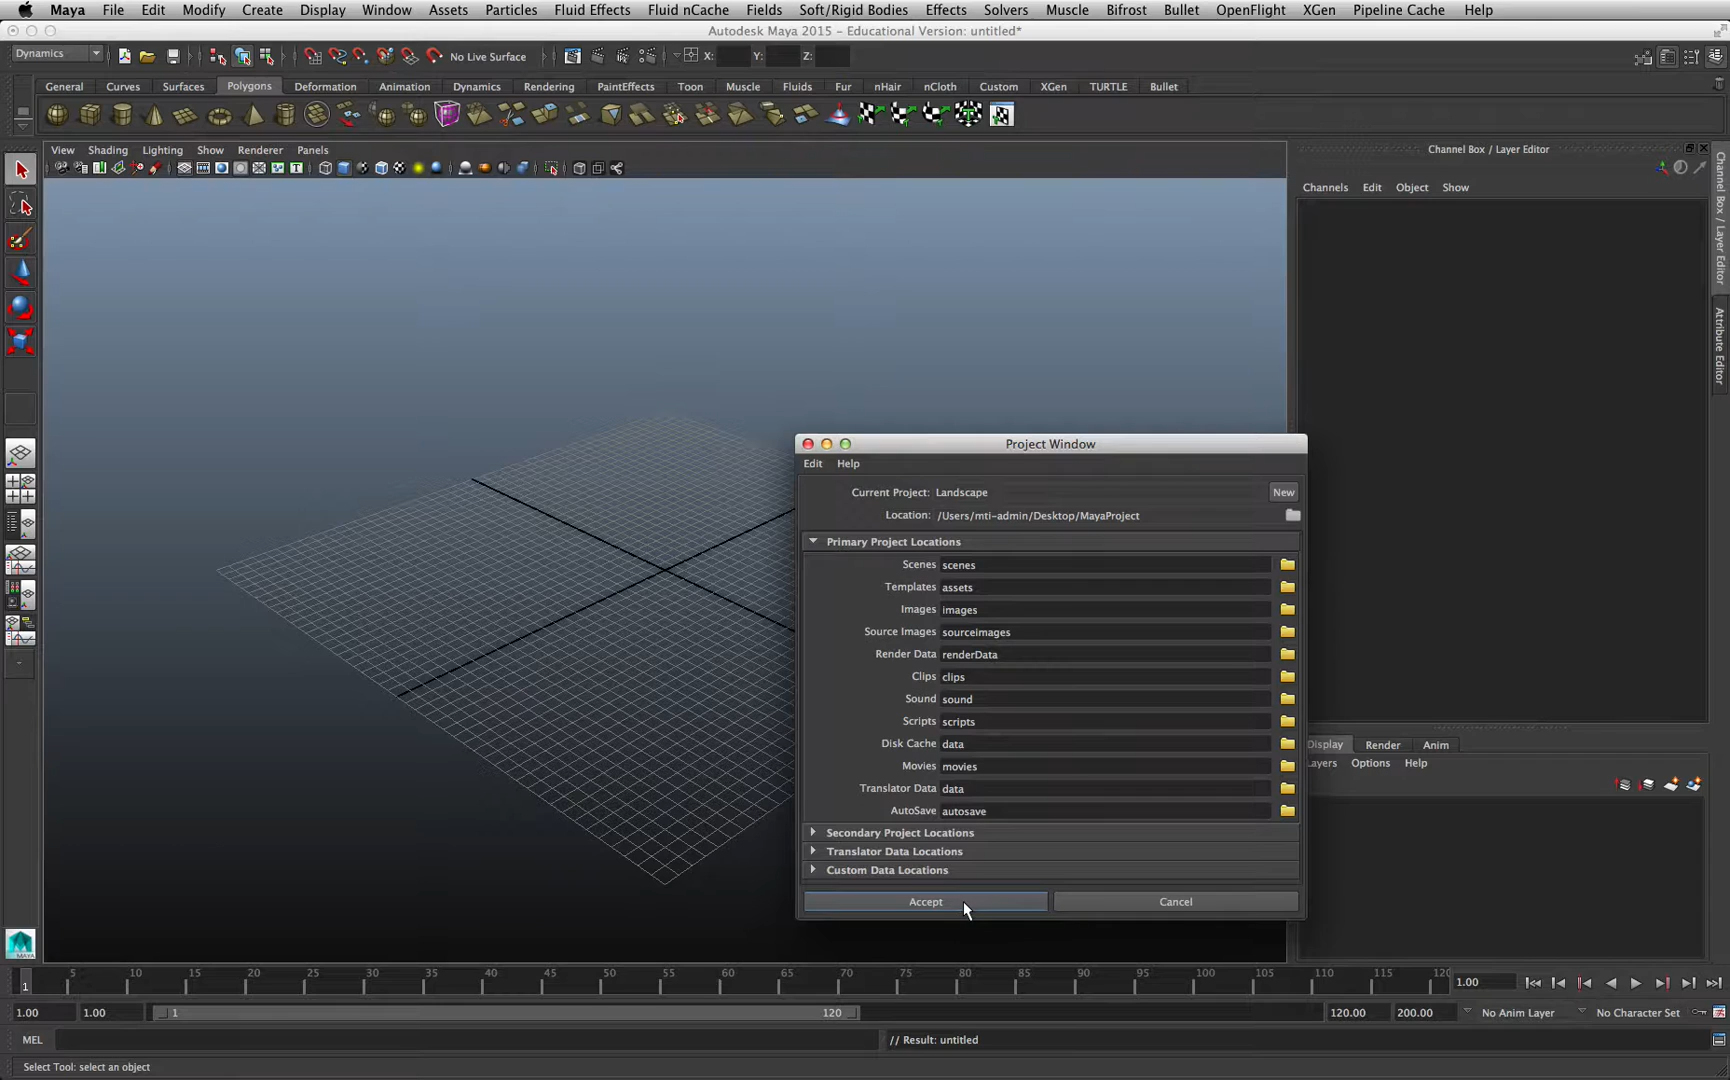 Maya File Edit Modify Create Display Window Assets Particles Fluid Effects Fluid nCache Fields Soft/Rigid Bodies Effects Solvers Muscle Bifrost Bullet OpenFlight XGen Pipeline Cache Help
Autodesk Maya 2015 - Educational Version: untitled*
Dynamics No Live Surface X: Y: Z:
General Curves Surfaces Polygons Deformation Animation Dynamics Rendering PaintEffects Toon Muscle Fluids Fur nHair nCloth Custom XGen TURTLE Bullet
View Shading Lighting Show Renderer Panels
Channel Box / Layer Editor
Channels Edit Object Show
Channel Box / Layer Editor
Attribute Editor
Project Window
Edit Help
Current Project: Landscape New
Location: /Users/mti-admin/Desktop/MayaProject
Primary Project Locations
Scenes scenes
Templates assets
Images images
Source Images sourceimages
Render Data renderData
Clips clips
Sound sound
Scripts scripts
Disk Cache data
Movies movies
Translator Data data
AutoSave autosave
Secondary Project Locations
Translator Data Locations
Custom Data Locations
Accept Cancel
Display Render Anim
Layers Options Help
MAYA
1 5 10 15 20 25 30 35 40 45 50 55 60 65 70 75 80 85 90 95 100 105 110 115 120 1.00
1.00 1.00 1 120 120.00 200.00 No Anim Layer No Character Set
MEL // Result: untitled
Select Tool: select an object